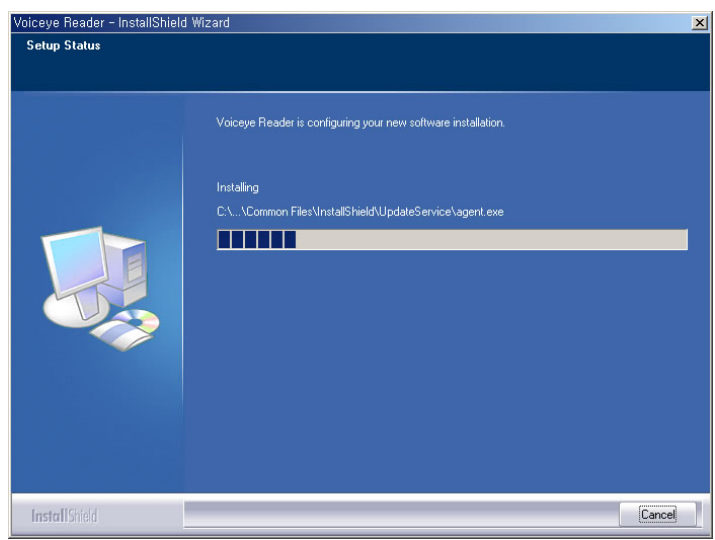 Voiceye Reader - InstallShield Wizard
Setup Status
Voiceye Reader is configuring your new software installation.
Installing
C:\...\Common Files\InstallShield\UpdateService\agent.exe
InstallShield
Cancel